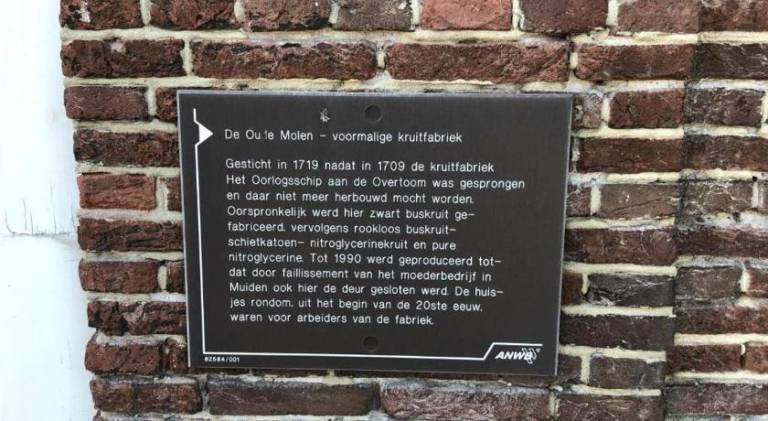 De Oude Molen - voormalige kruitfabriek
Gesticht in 1719 nadat in 1709 de kruitfabriek
Het Oorlogsschip aan de Overtoom was gesprongen
en daar niet meer herbouwd mocht worden.
Oorspronkelijk werd hier zwart buskruit ge-
fabriceerd, vervolgens rookloos buskruit-
schietkatoen- nitroglycerinekruit en pure
nitroglycerine. Tot 1990 werd geproduceerd tot-
dat door faillissement van het moederbedrijf in
Muiden ook hier de deur gesloten werd. De huis-
jes rondom, uit het begin van de 20ste eeuw,
waren voor arbeiders van de fabriek.
82584/001
ANWB